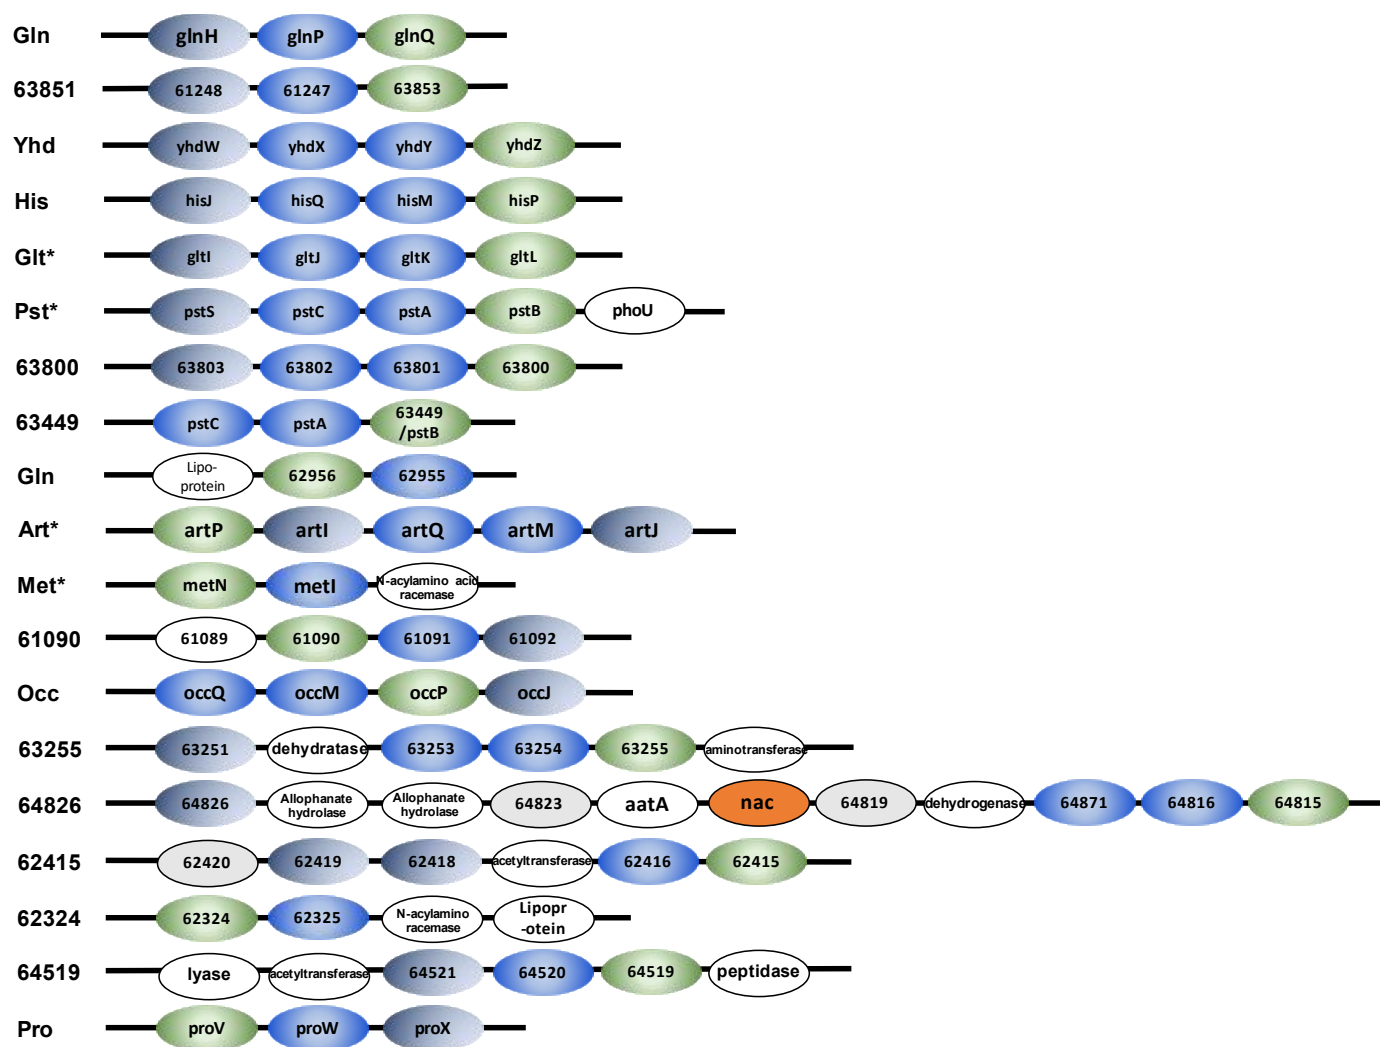 Gln glnH glnP glnQ
63851 61248 61247 63853
Yhd yhdW yhdX yhdY yhdZ
His hisJ hisQ hisM hisP
Glt* gltI gltJ gltK gltL
Pst* pstS pstC pstA pstB phoU
63800 63803 63802 63801 63800
63449 pstC pstA 63449
/pstB
Gln Lipo-
protein 62956 62955
Art* artP artI artQ artM artJ
Met* metN metI N-acylamino acid
racemase
61090 61089 61090 61091 61092
Occ occQ occM occP occJ
63255 63251 dehydratase 63253 63254 63255 aminotransferase
64826 64826 Allophanate
hydrolase Allophanate
hydrolase 64823 aatA nac 64819 dehydrogenase 64871 64816 64815
62415 62420 62419 62418 acetyltransferase 62416 62415
62324 62324 62325 N-acylamino
racemase Lipopr
-otein
64519 lyase acetyltransferase 64521 64520 64519 peptidase
Pro proV proW proX